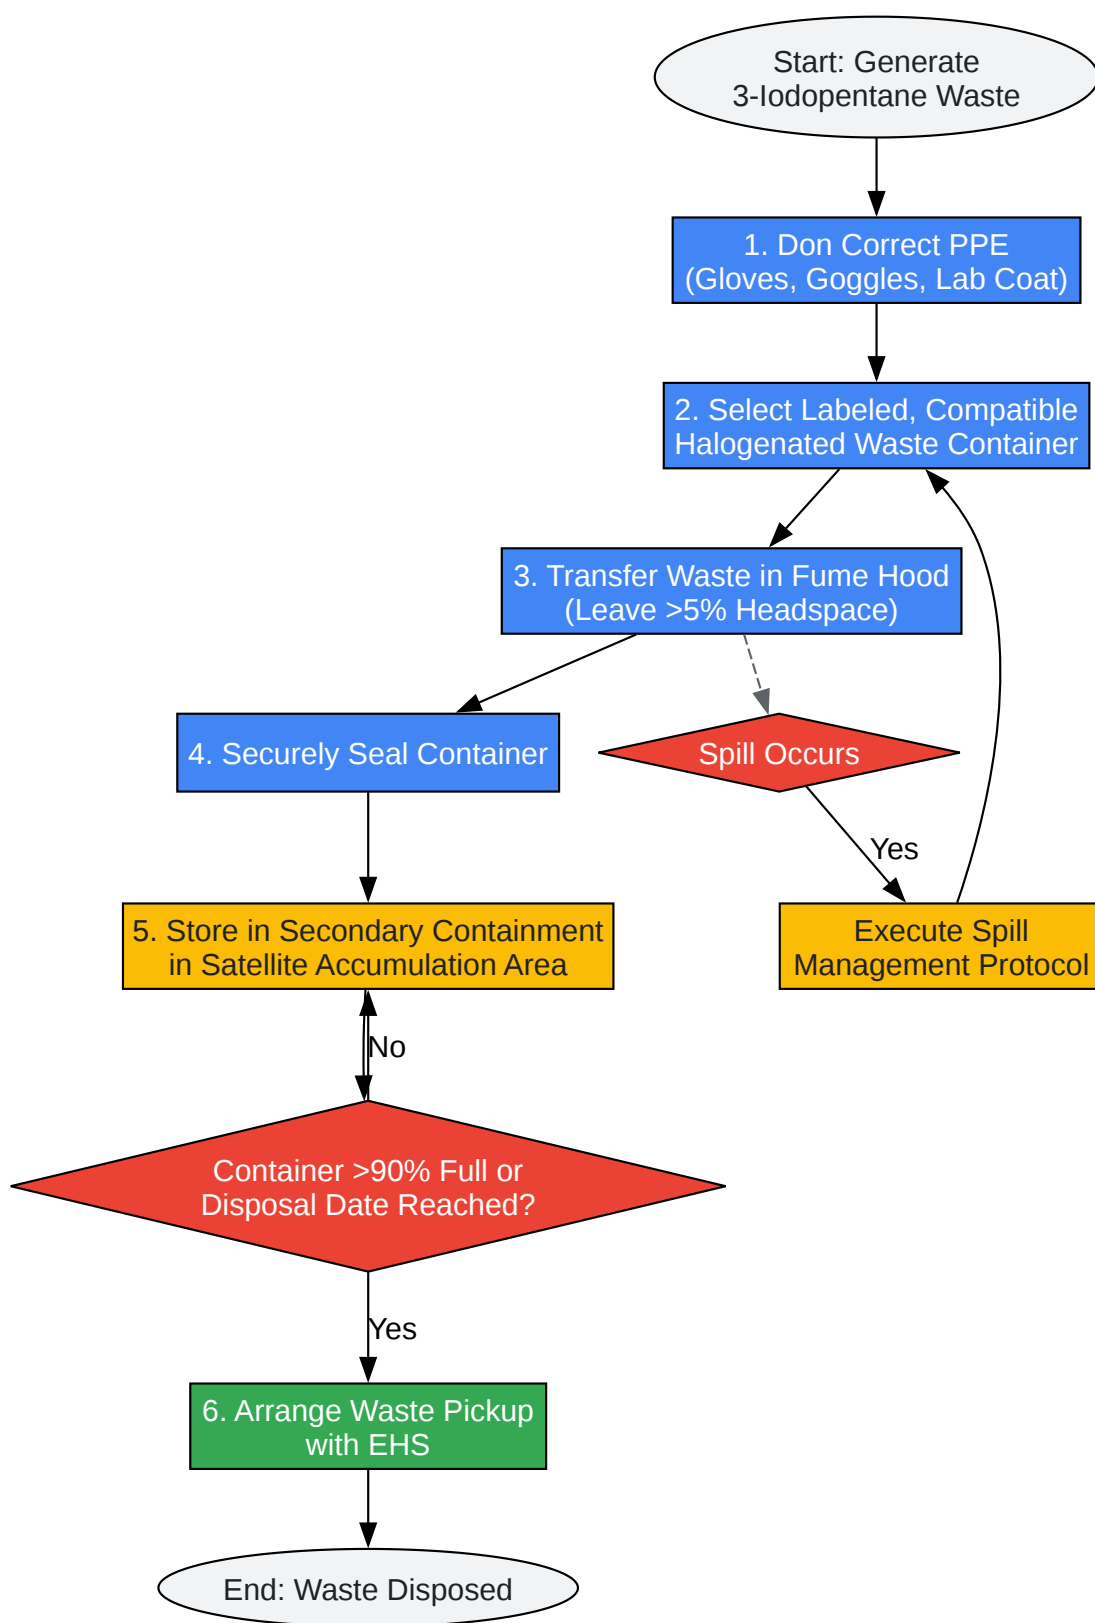 Start: Generate
3-Iodopentane Waste
1. Don Correct PPE
(Gloves, Goggles, Lab Coat)
2. Select Labeled, Compatible
Halogenated Waste Container
3. Transfer Waste in Fume Hood
(Leave >5% Headspace)
4. Securely Seal Container
Spill Occurs
Yes
5. Store in Secondary Containment
in Satellite Accumulation Area
Execute Spill
Management Protocol
No
Container >90% Full or
Disposal Date Reached?
Yes
6. Arrange Waste Pickup
with EHS
End: Waste Disposed